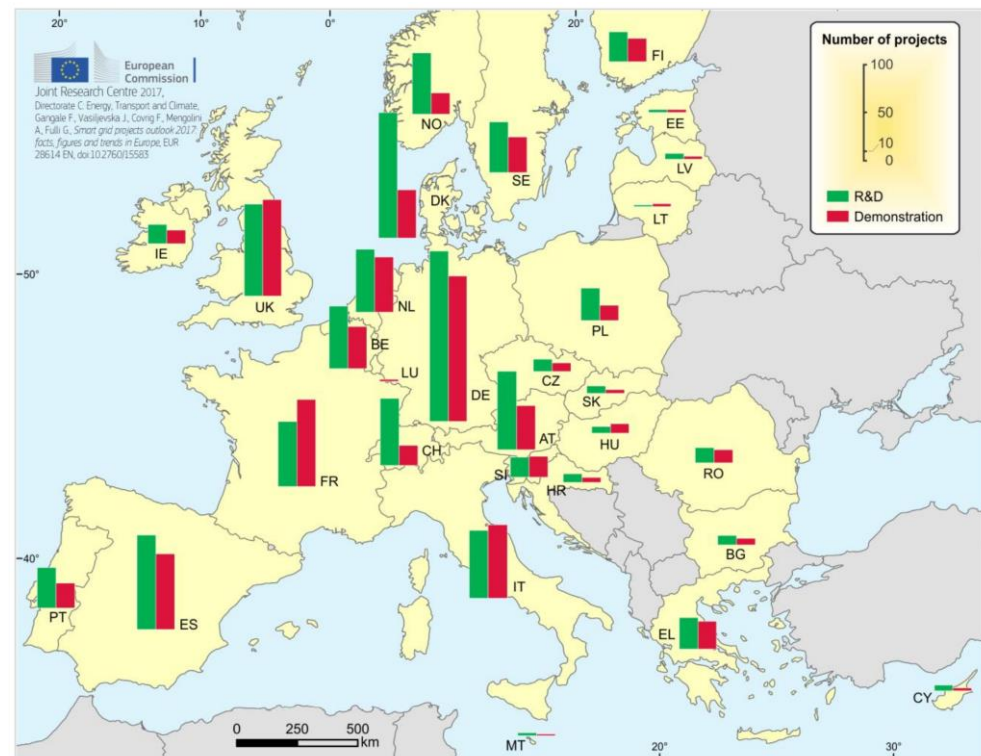 20°
10°
0°
20°
European
Commission
Joint Research Centre 2017,
Directorate C: Energy, Transport and Climate,
Gangale F., Vasiljevska J., Covrig F., Mengolini
A., Fulli G., Smart grid projects outlook 2017:
facts, figures and trends in Europe, EUR
28614 EN, doi:10.2760/15583
Number of projects
100
50
10
0
R&D
Demonstration
FI
NO
EE
SE
LV
DK
LT
IE
50°
UK
NL
PL
BE
LU
CZ
DE
SK
AT
HU
CH
RO
SI
HR
FR
BG
40°
IT
PT
ES
EL
CY
0 250 500
km
MT
20°
30°